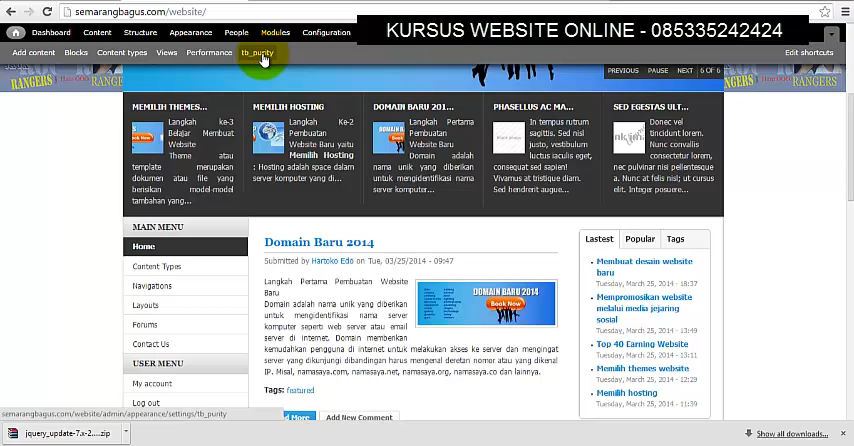 semarangbagus.com/website/
Dashboard Content Structure Appearance People Modules Configuration
KURSUS WEBSITE ONLINE - 085335242424
Add content Blocks Content types Views Performance tb_purity Edit shortcuts
RANGERS
RANGERS
PREVIOUS PAUSE NEXT 6 OF 6
MEMILIH THEMES...
Langkah ke-3
Belajar Membuat
Website
Theme atau
template merupakan
dokumen atau file yang
berisikan model-model
tambahan yang...
MEMILIH HOSTING
Langkah Ke-2
Pembuatan
Website Baru yaitu
Memilih Hosting
: Hosting adalah space dalam
server komputer yang di...
DOMAIN BARU 201...
Langkah Pertama
Pembuatan Website
Baru
Domain adalah
nama unik yang diberikan
untuk mengidentifikasi nama
server komputer...
PHASELLUS AC MA...
In tempus rutrum
sagittis. Sed nisl
justo, vestibulum
luctus iaculis eget,
consequat sed sapien!
Vivamus at tristique diam.
Sed hendrerit augue...
SED EGESTAS ULT...
Donec vel
tincidunt lorem.
Nunc convallis
consectetur lorem,
nec pulvinar nisi pellentesque
a. Nunc at felis nisl; ut cursus
elit. Integer posuere...
MAIN MENU
Home
Content Types
Navigations
Layouts
Forums
Contact Us
USER MENU
My account
Log out
Domain Baru 2014
Submitted by Hartoko Edo on Tue, 03/25/2014 - 09:47
Langkah Pertama Pembuatan Website
Baru
Domain adalah nama unik yang diberikan
untuk mengidentifikasi nama server
komputer seperti web server atau email
server di internet. Domain memberikan
kemudahkan pengguna di internet untuk melakukan akses ke server dan mengingat
server yang dikunjungi dibandingan harus mengenal deretan nomor atau yang dikenal
IP. Misal, namasaya.com, namasaya.net, namasaya.org, namasaya.co dan lainnya.
DOMAIN BARU 2014
Book Now
Tags: featured
Add New Comment
Lastest Popular Tags
Membuat desain website
baru
Tuesday, March 25, 2014 - 18:37
Mempromosikan website
melalui media jejaring
sosial
Tuesday, March 25, 2014 - 13:49
Top 40 Earning Website
Tuesday, March 25, 2014 - 13:11
Memilih themes website
Tuesday, March 25, 2014 - 12:29
Memilih hosting
Tuesday, March 25, 2014 - 11:39
semarangbagus.com/website/admin/appearance/settings/tb_purity
jquery_update-7.x-2....zip
Show all downloads...